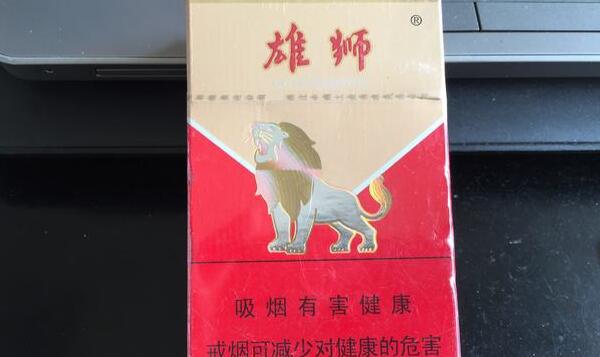 雄狮
®
吸烟有害健康
戒烟可减少对健康的危害